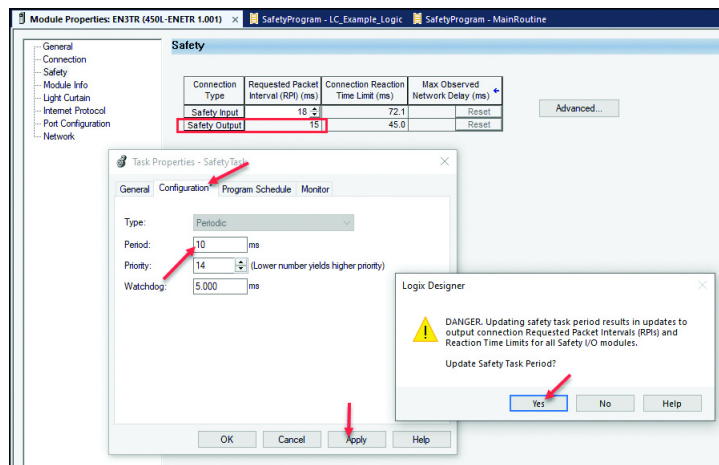 Module Properties: EN3TR (450L-ENETR 1.001) × SafetyProgram - LC_Example_Logic SafetyProgram - MainRoutine
General
Connection
Safety
Module Info
Light Curtain
Internet Protocol
Port Configuration
Network
Safety
Connection Type Requested Packet Interval (RPI) (ms) Connection Reaction Time Limit (ms) Max Observed Network Delay (ms)
Safety Input 18 72.1 Reset
Safety Output 15 45.0 Reset
Advanced...
Task Properties - SafetyTask
General Configuration* Program Schedule Monitor
Type: Periodic
Period: 10 ms
Priority: 14 (Lower number yields higher priority)
Watchdog: 5.000 ms
OK Cancel Apply Help
Logix Designer
DANGER. Updating safety task period results in updates to
output connection Requested Packet Intervals (RPIs) and
Reaction Time Limits for all Safety I/O modules.
Update Safety Task Period?
Yes No Help